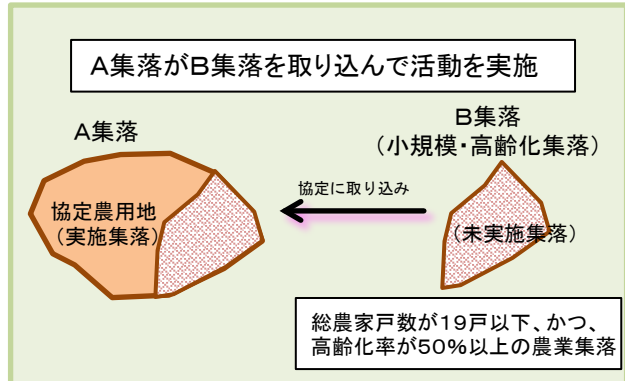 A集落がB集落を取り込んで活動を実施
A集落
B集落
(小規模・高齢化集落)
協定に取り込み
協定農用地
(実施集落)
(未実施集落)
総農家戸数が19戸以下、かつ、
高齢化率が50%以上の農業集落